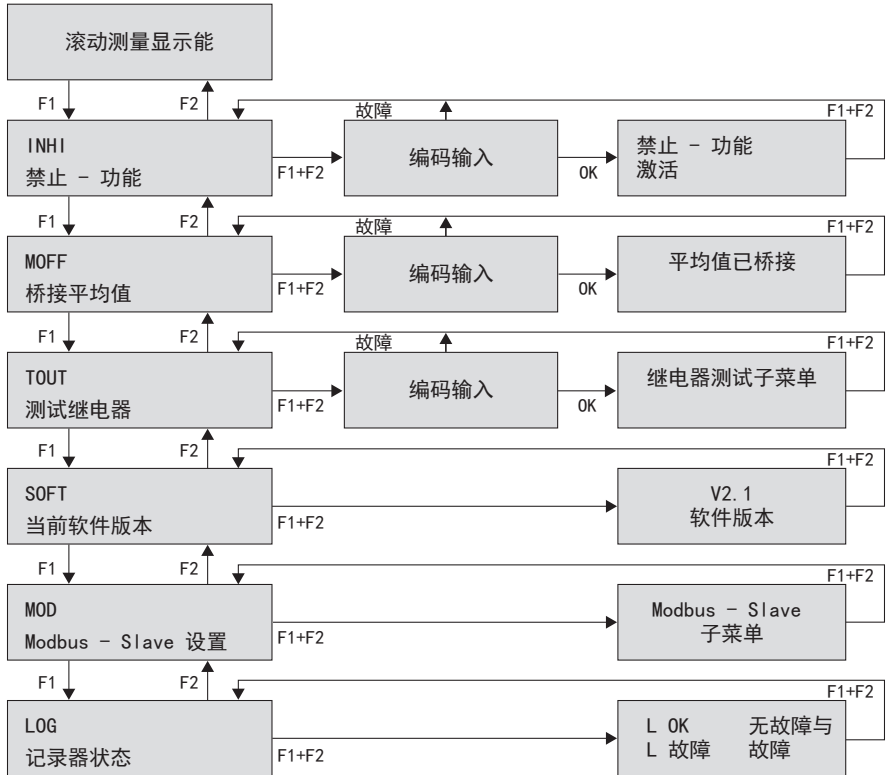 滚动测量显示能
F1
F2
故障
F1+F2
INHI
禁止 - 功能
F1+F2
编码输入
OK
禁止 - 功能
激活
F1
F2
故障
F1+F2
MOFF
桥接平均值
F1+F2
编码输入
OK
平均值已桥接
F1
F2
故障
F1+F2
TOUT
测试继电器
F1+F2
编码输入
OK
继电器测试子菜单
F1
F2
F1+F2
SOFT
当前软件版本
F1+F2
V2.1
软件版本
F1
F2
F1+F2
MOD
Modbus - Slave 设置
F1+F2
Modbus - Slave
子菜单
F1
F2
F1+F2
LOG
记录器状态
F1+F2
L OK 无故障与
L 故障 故障